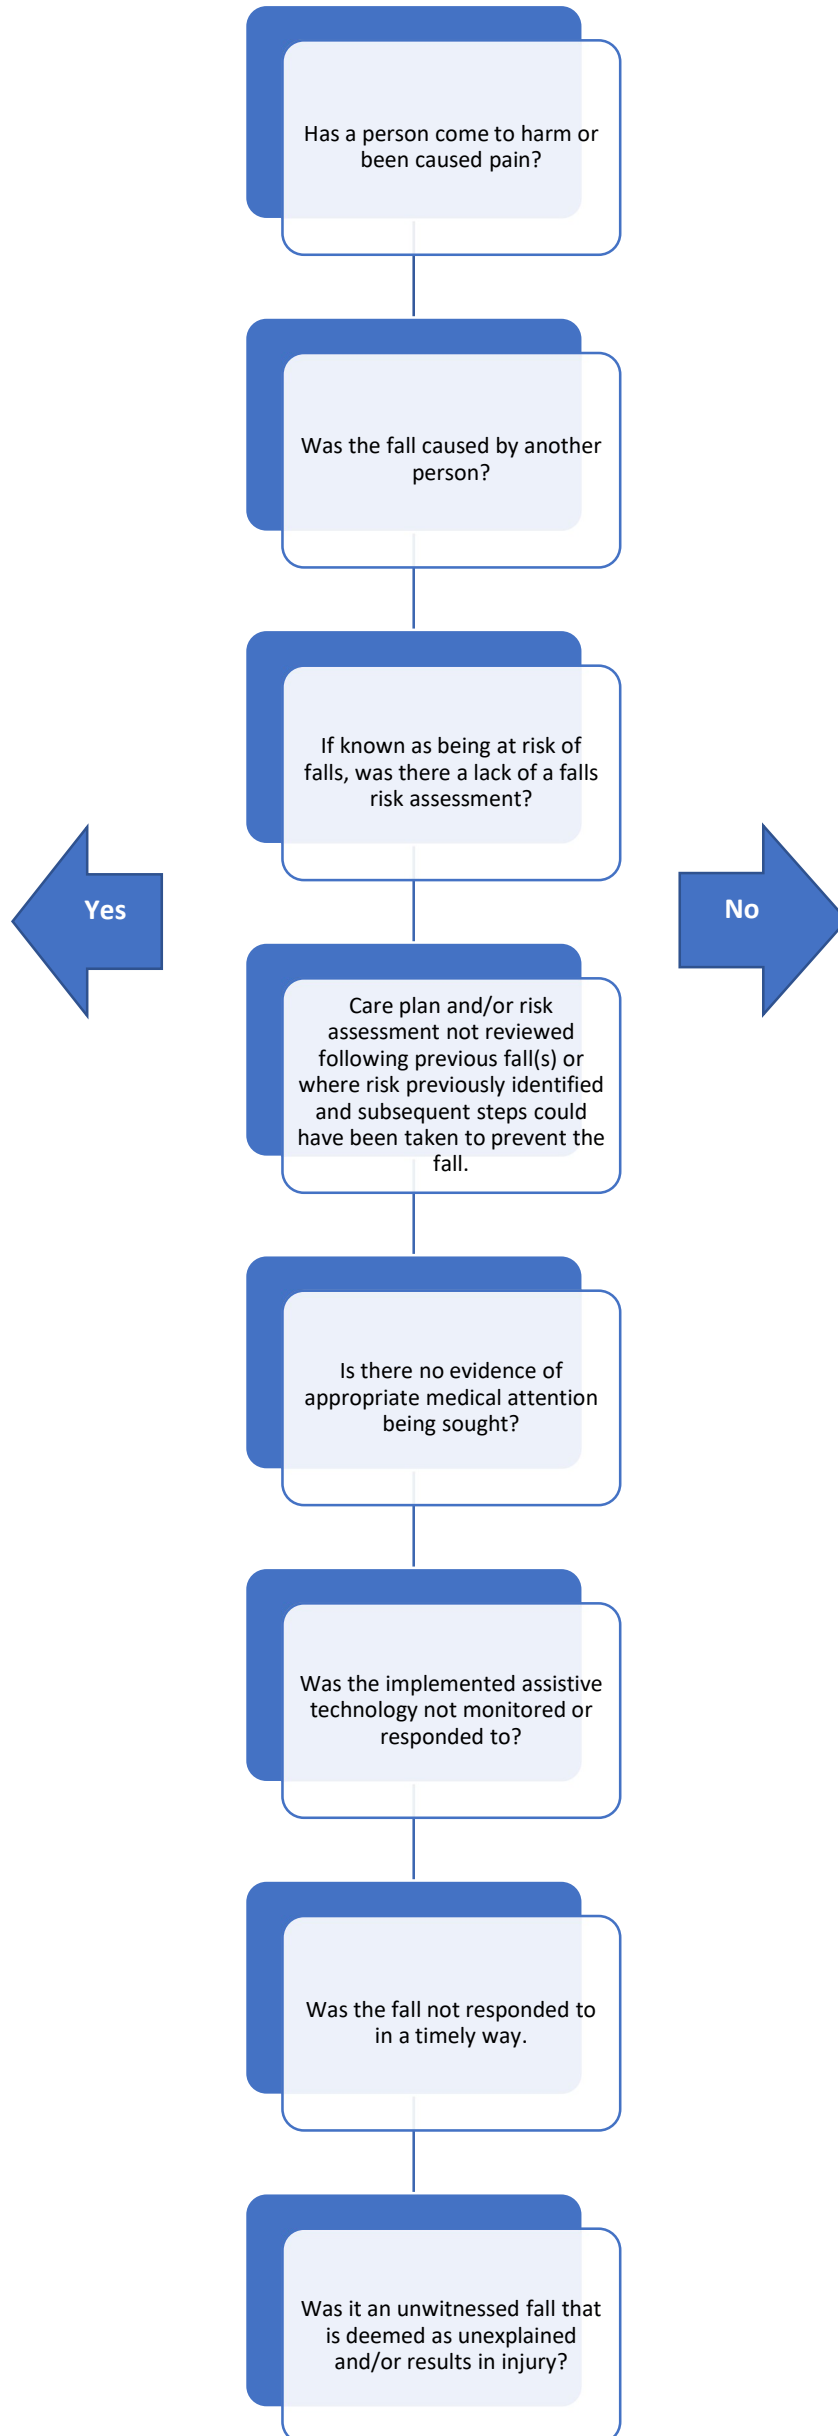 Has a person come to harm or
been caused pain?
Was the fall caused by another
person?
If known as being at risk of
falls, was there a lack of a falls
risk assessment?
Yes
No
Care plan and/or risk
assessment not reviewed
following previous fall(s) or
where risk previously identified
and subsequent steps could
have been taken to prevent the
fall.
Is there no evidence of
appropriate medical attention
being sought?
Was the implemented assistive
technology not monitored or
responded to?
Was the fall not responded to
in a timely way.
Was it an unwitnessed fall that
is deemed as unexplained
and/or results in injury?